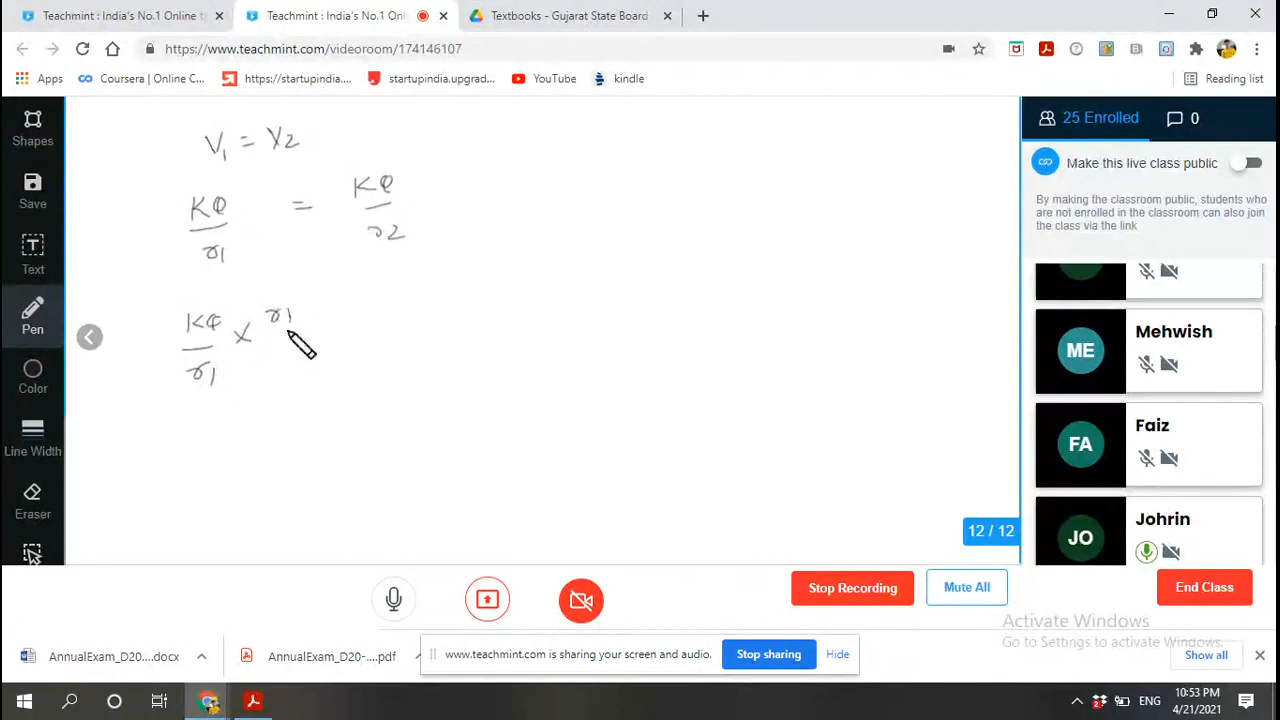 Teachmint : India's No.1 Online t
Teachmint : India's No.1 Onli
Textbooks - Gujarat State Board
https://www.teachmint.com/videoroom/174146107
Apps
Coursera | Online C...
https://startupindia....
startupindia.upgrad...
YouTube
kindle
Reading list
Shapes
Save
Text
Pen
Color
Line Width
Eraser
V1 = V2
KQ/r1 = KQ/r2
KQ/r1 × r1
12 / 12
25 Enrolled
0
Make this live class public
By making the classroom public, students who
are not enrolled in the classroom can also join
the class via the link
ME
Mehwish
FA
Faiz
JO
Johrin
Stop Recording
Mute All
End Class
Activate Windows
Go to Settings to activate Windows.
AnnualExam_D20....docx
AnnualExam_D20-....pdf
www.teachmint.com is sharing your screen and audio.
Stop sharing
Hide
Show all
ENG
10:53 PM
4/21/2021